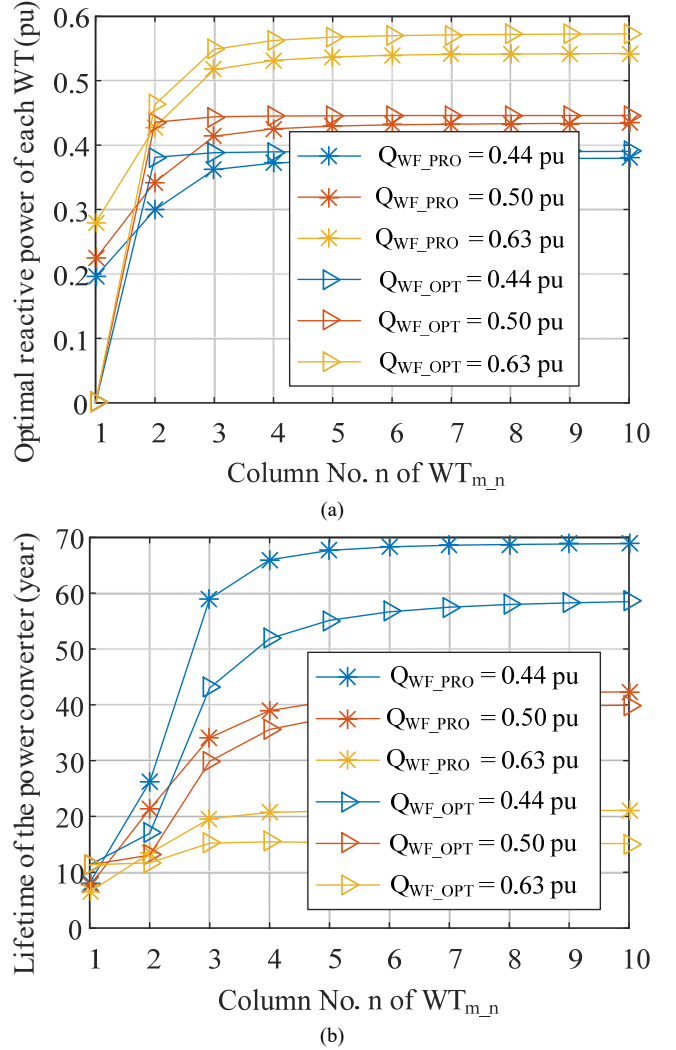 Optimal reactive power of each WT (pu)
0.6
0.5
0.4
0.3
0.2
0.1
0
Q_WF_PRO = 0.44 pu
Q_WF_PRO = 0.50 pu
Q_WF_PRO = 0.63 pu
Q_WF_OPT = 0.44 pu
Q_WF_OPT = 0.50 pu
Q_WF_OPT = 0.63 pu
1 2 3 4 5 6 7 8 9 10
Column No. n of WT_m_n
(a)
Lifetime of the power converter (year)
70
60
50
40
30
20
10
0
Q_WF_PRO = 0.44 pu
Q_WF_PRO = 0.50 pu
Q_WF_PRO = 0.63 pu
Q_WF_OPT = 0.44 pu
Q_WF_OPT = 0.50 pu
Q_WF_OPT = 0.63 pu
1 2 3 4 5 6 7 8 9 10
Column No. n of WT_m_n
(b)